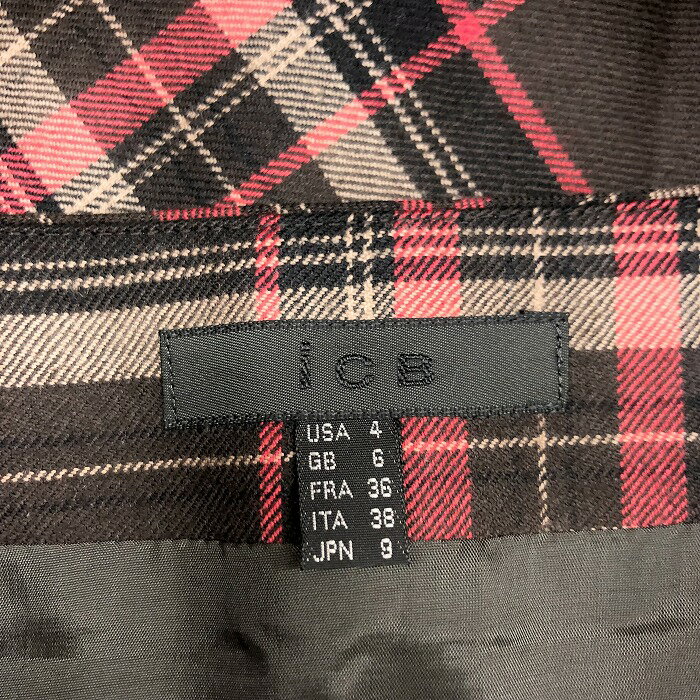 iCB
USA 4
GB 6
FRA 36
ITA 38
JPN 9